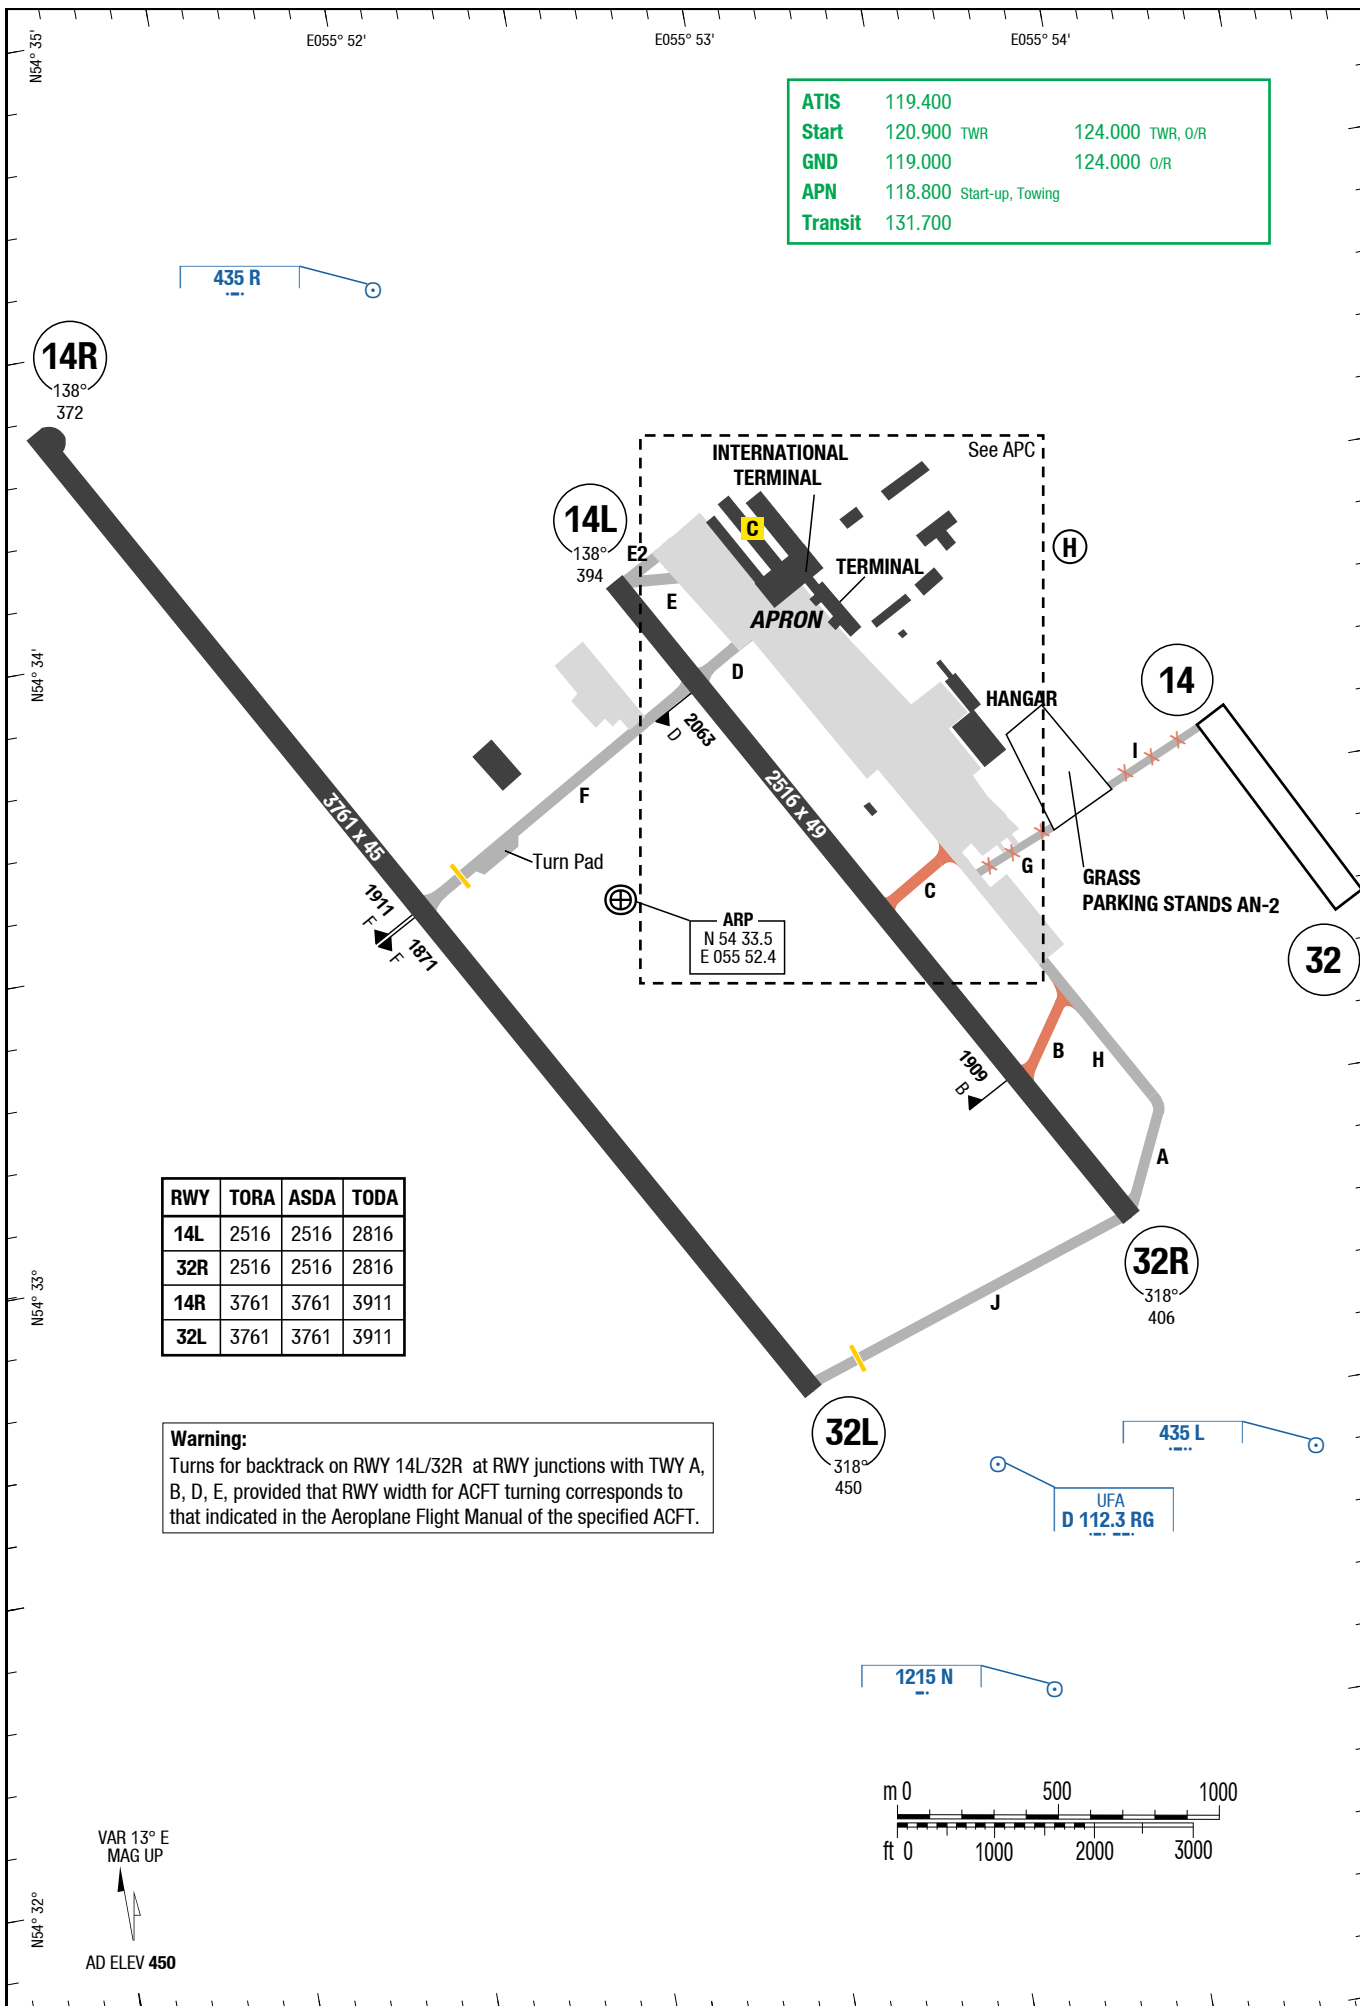 E055° 52'
E055° 53'
E055° 54'
N54° 35'
ATIS 119.400
Start 120.900 TWR 124.000 TWR, O/R
GND 119.000 124.000 O/R
APN 118.800 Start-up, Towing
Transit 131.700
435 R
14R
138°
372
See APC
INTERNATIONAL
TERMINAL
14L
138°
394
C
H
E2
TERMINAL
E
APRON
N54° 34'
D
14
HANGAR
D
2063
I
F
2516 x 49
3761 x 45
Turn Pad
G
GRASS
PARKING STANDS AN-2
C
1911
F
F
1871
ARP
N 54 33.5
E 055 52.4
32
B
H
1909
B
A
RWY TORA ASDA TODA
14L 2516 2516 2816
32R 2516 2516 2816
14R 3761 3761 3911
32L 3761 3761 3911
32R
318°
406
N54° 33°
J
32L
318°
450
435 L
Warning:
Turns for backtrack on RWY 14L/32R at RWY junctions with TWY A,
B, D, E, provided that RWY width for ACFT turning corresponds to
that indicated in the Aeroplane Flight Manual of the specified ACFT.
UFA
D 112.3 RG
1215 N
m 0 500 1000
ft 0 1000 2000 3000
VAR 13° E
MAG UP
N54° 32°
AD ELEV 450